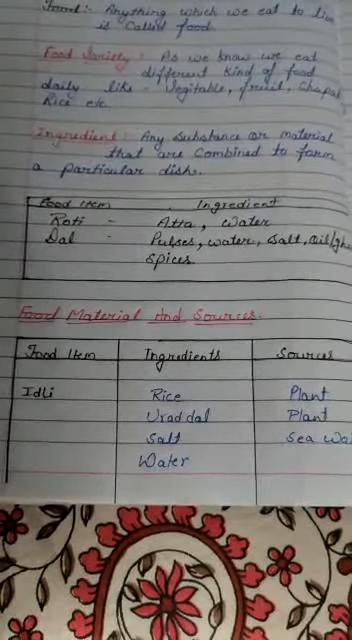 Food:- Anything which we eat to live
is Called food.
Food Variety: As we know we eat
different kind of food
daily like - Vegitable, fruit, Chapat
Rice etc.
Ingredient: Any substance or material
that are Combined to form
a particular dish.
Food Item Ingredient
Roti - Atta, Water
Dal - Pulses, water, Salt, Oil/ghe
Spices.
Food Material And Sources.
Food Item Ingredients Sources
Idli Rice Plant
Urad dal Plant
Salt Sea Wat
Water